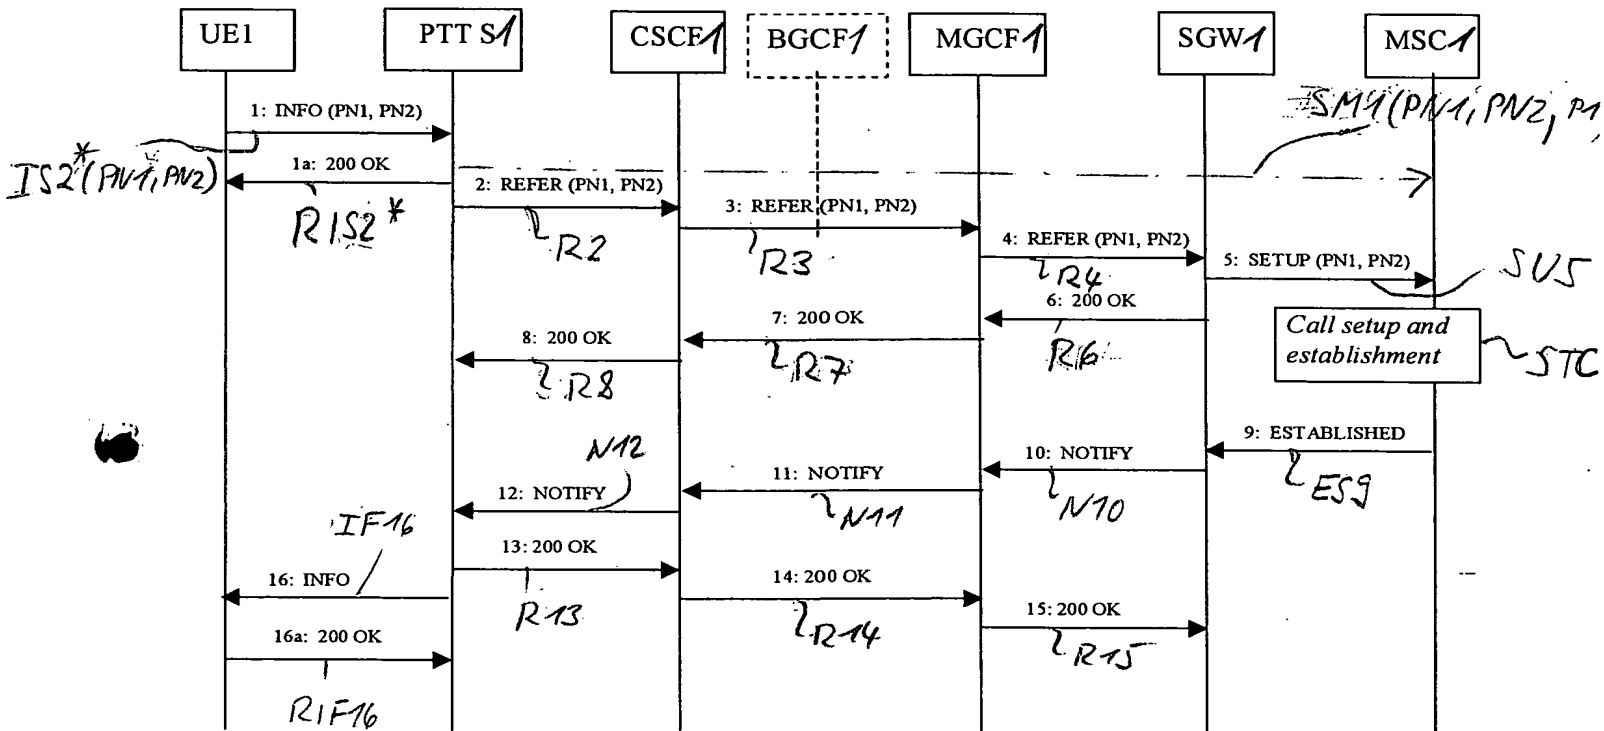 UE1
PTT S1
CSCF1
BGCF1
MGCF1
SGW1
MSC1
SM1(PN1, PN2, P1,
1: INFO (PN1, PN2)
IS2*(PN1, PN2)
1a: 200 OK
RIS2*
2: REFER (PN1, PN2)
R2
3: REFER (PN1, PN2)
R3
4: REFER (PN1, PN2)
R4
5: SETUP (PN1, PN2)
SU5
6: 200 OK
R6
7: 200 OK
R7
8: 200 OK
R8
Call setup and
establishment
STC
9: ESTABLISHED
ES9
10: NOTIFY
N10
11: NOTIFY
N11
N12
12: NOTIFY
IF16
13: 200 OK
R13
16: INFO
14: 200 OK
R14
15: 200 OK
R15
16a: 200 OK
RIF16